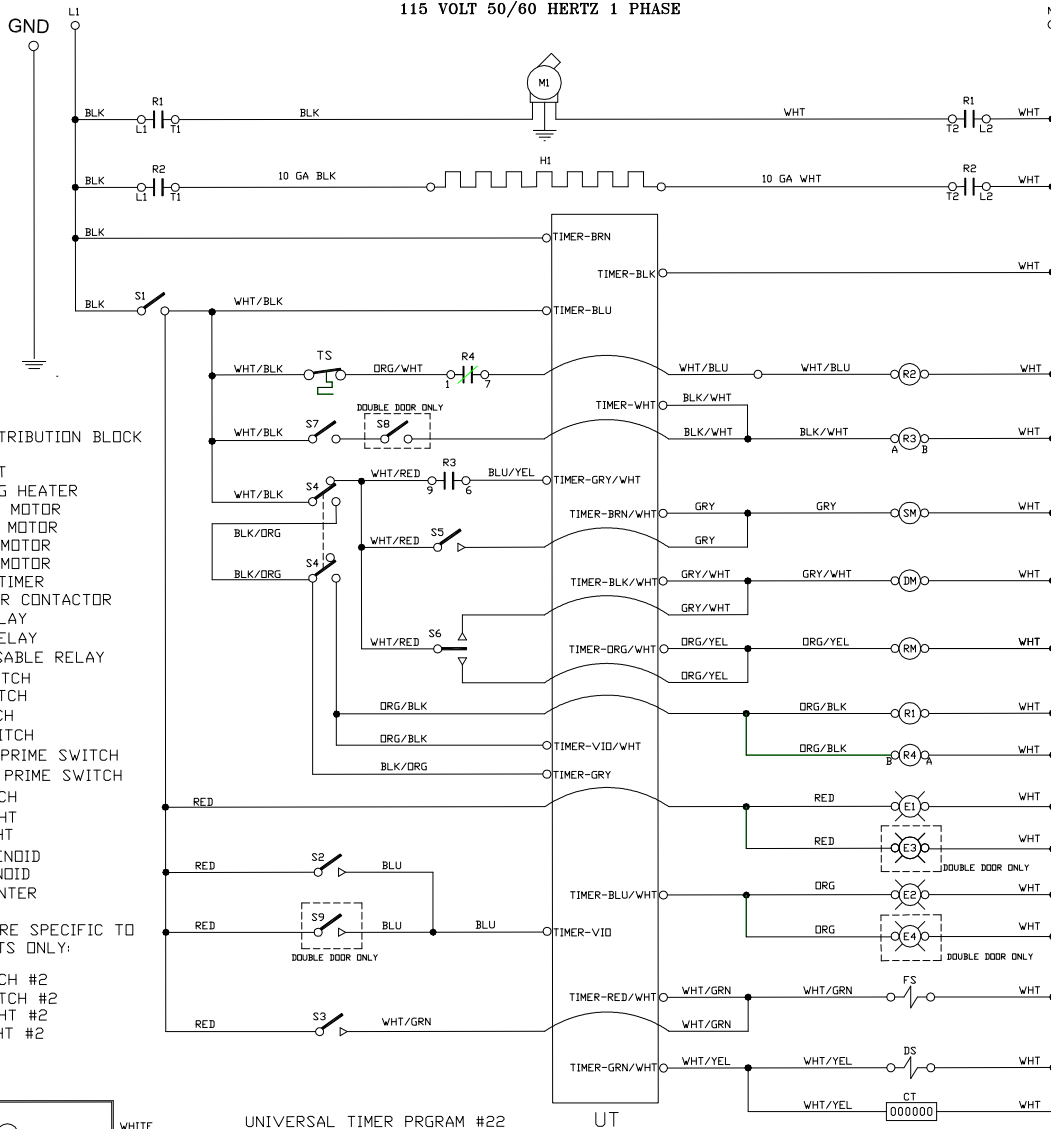 115 VOLT 50/60 HERTZ 1 PHASE
L1
GND
M1
R1
R1
BLK
BLK
WHT
WHT
L1
T1
T2
L2
R2
H1
R2
BLK
10 GA BLK
10 GA WHT
WHT
L1
T1
T2
L2
BLK
TIMER-BRN
TIMER-BLK
WHT
BLK
S1
WHT/BLK
TIMER-BLU
TS
R4
WHT/BLK
ORG/WHT
WHT/BLU
WHT/BLU
R2
WHT
1
7
DOUBLE DOOR ONLY
TIMER-WHT
BLK/WHT
WHT/BLK
S7
S8
BLK/WHT
BLK/WHT
R3
WHT
A
B
TRIBUTION BLOCK
T
G HEATER
MOTOR
MOTOR
MOTOR
MOTOR
TIMER
R CONTACTOR
LAY
ELAY
SABLE RELAY
TCH
TCH
CH
ITCH
PRIME SWITCH
PRIME SWITCH
CH
HT
HT
ENOID
NOID
NTER
RE SPECIFIC TO
TS ONLY:
CH #2
TCH #2
HT #2
HT #2
WHT/BLK
S4
WHT/RED
R3
BLU/YEL
9
6
TIMER-GRY/WHT
BLK/ORG
TIMER-BRN/WHT
GRY
GRY
SM
WHT
WHT/RED
S5
GRY
BLK/ORG
S4
TIMER-BLK/WHT
GRY/WHT
GRY/WHT
DM
WHT
GRY/WHT
WHT/RED
S6
TIMER-ORG/WHT
ORG/YEL
ORG/YEL
RM
WHT
ORG/YEL
ORG/BLK
ORG/BLK
R1
WHT
ORG/BLK
TIMER-VIO/WHT
ORG/BLK
R4
WHT
B
A
BLK/ORG
TIMER-GRY
RED
RED
E1
WHT
RED
E3
WHT
DOUBLE DOOR ONLY
RED
S2
BLU
TIMER-BLU/WHT
ORG
E2
WHT
RED
S9
BLU
BLU
TIMER-VIO
ORG
E4
WHT
DOUBLE DOOR ONLY
DOUBLE DOOR ONLY
TIMER-RED/WHT
WHT/GRN
WHT/GRN
FS
WHT
RED
S3
WHT/GRN
WHT/GRN
TIMER-GRN/WHT
WHT/YEL
WHT/YEL
DS
WHT
WHT/YEL
CT
000000
WHT
UNIVERSAL TIMER PRGRAM #22
UT
WHITE